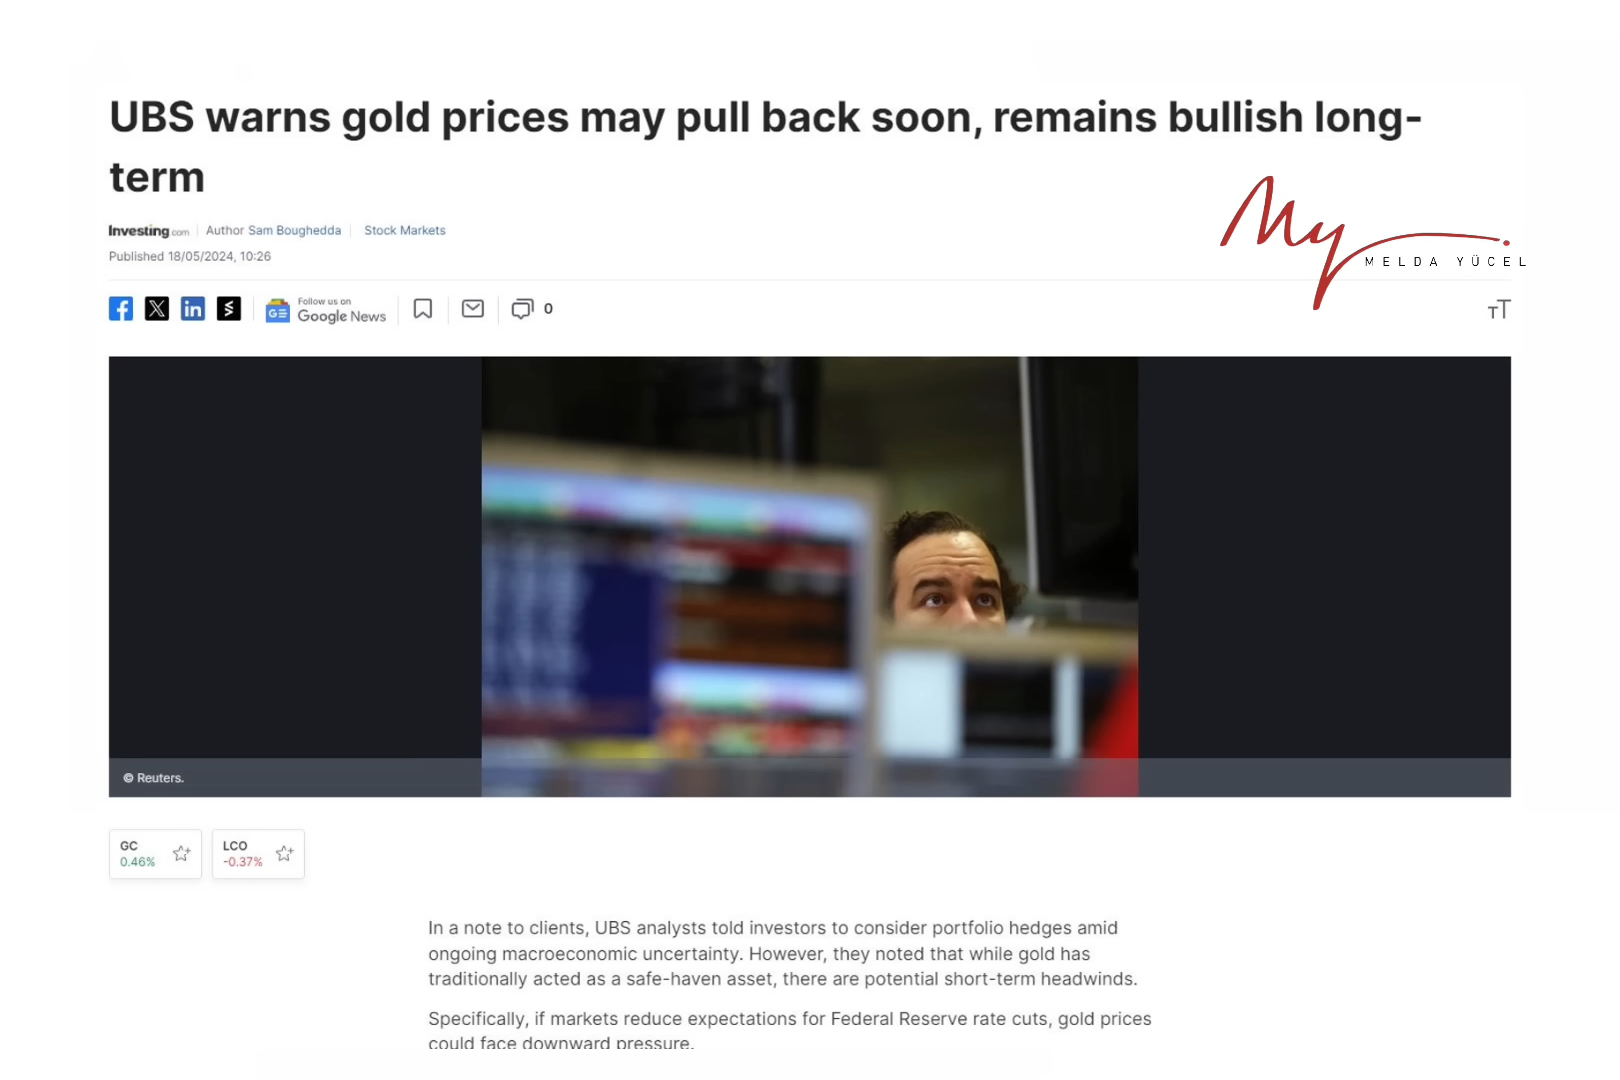 UBS warns gold prices may pull back soon, remains bullish long-
term
My
MELDA YÜCEL
Investing.com Author Sam Boughedda Stock Markets
Published 18/05/2024, 10:26
Follow us on
Google News
0
TT
© Reuters.
GC
0.46%
LCO
-0.37%
In a note to clients, UBS analysts told investors to consider portfolio hedges amid
ongoing macroeconomic uncertainty. However, they noted that while gold has
traditionally acted as a safe-haven asset, there are potential short-term headwinds.
Specifically, if markets reduce expectations for Federal Reserve rate cuts, gold prices
could face downward pressure.